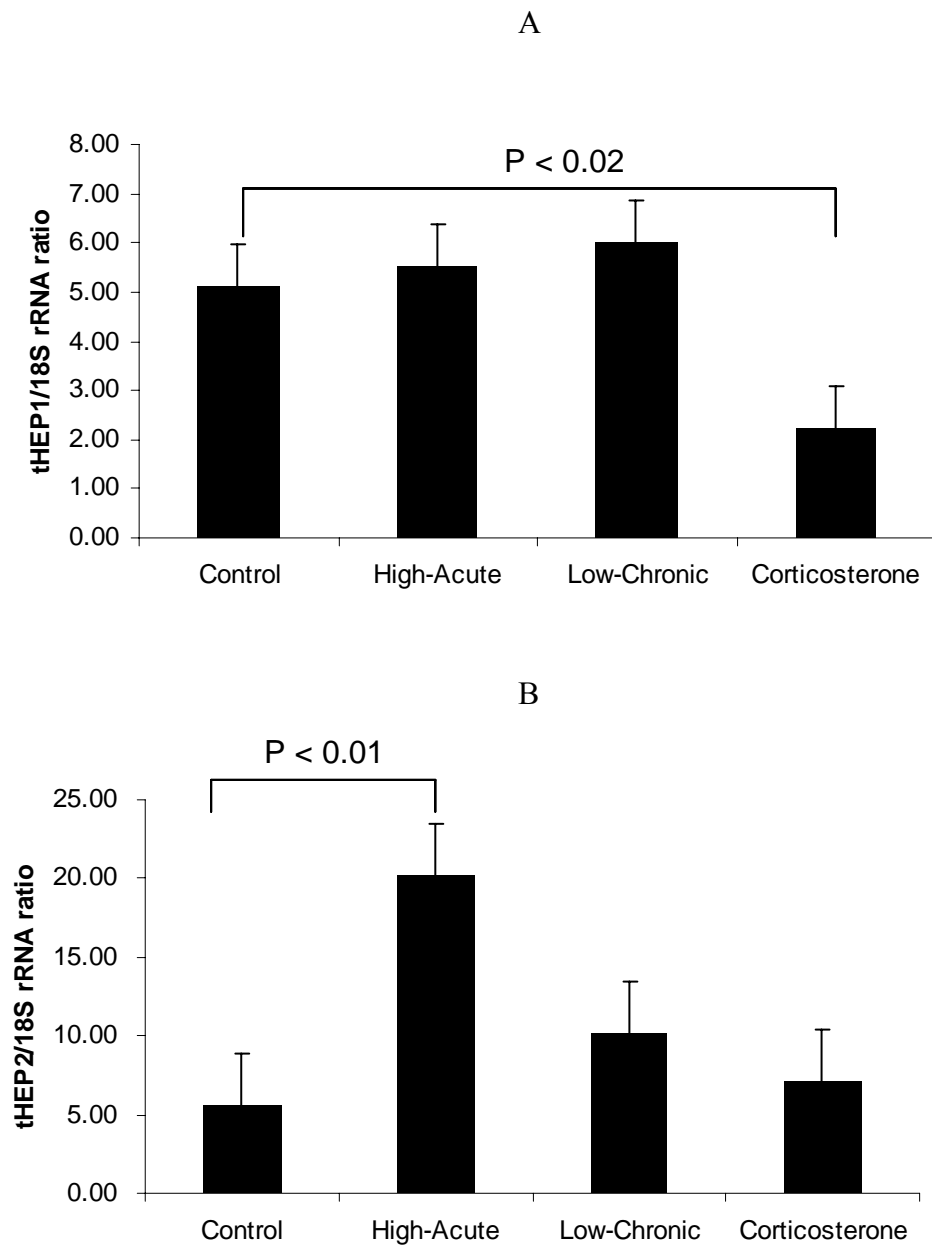 A
8.00
P < 0.02
7.00
6.00
5.00
4.00
3.00
2.00
1.00
0.00
tHEP1/18S rRNA ratio
Control High-Acute Low-Chronic Corticosterone
B
P < 0.01
25.00
20.00
15.00
10.00
5.00
0.00
tHEP2/18S rRNA ratio
Control High-Acute Low-Chronic Corticosterone